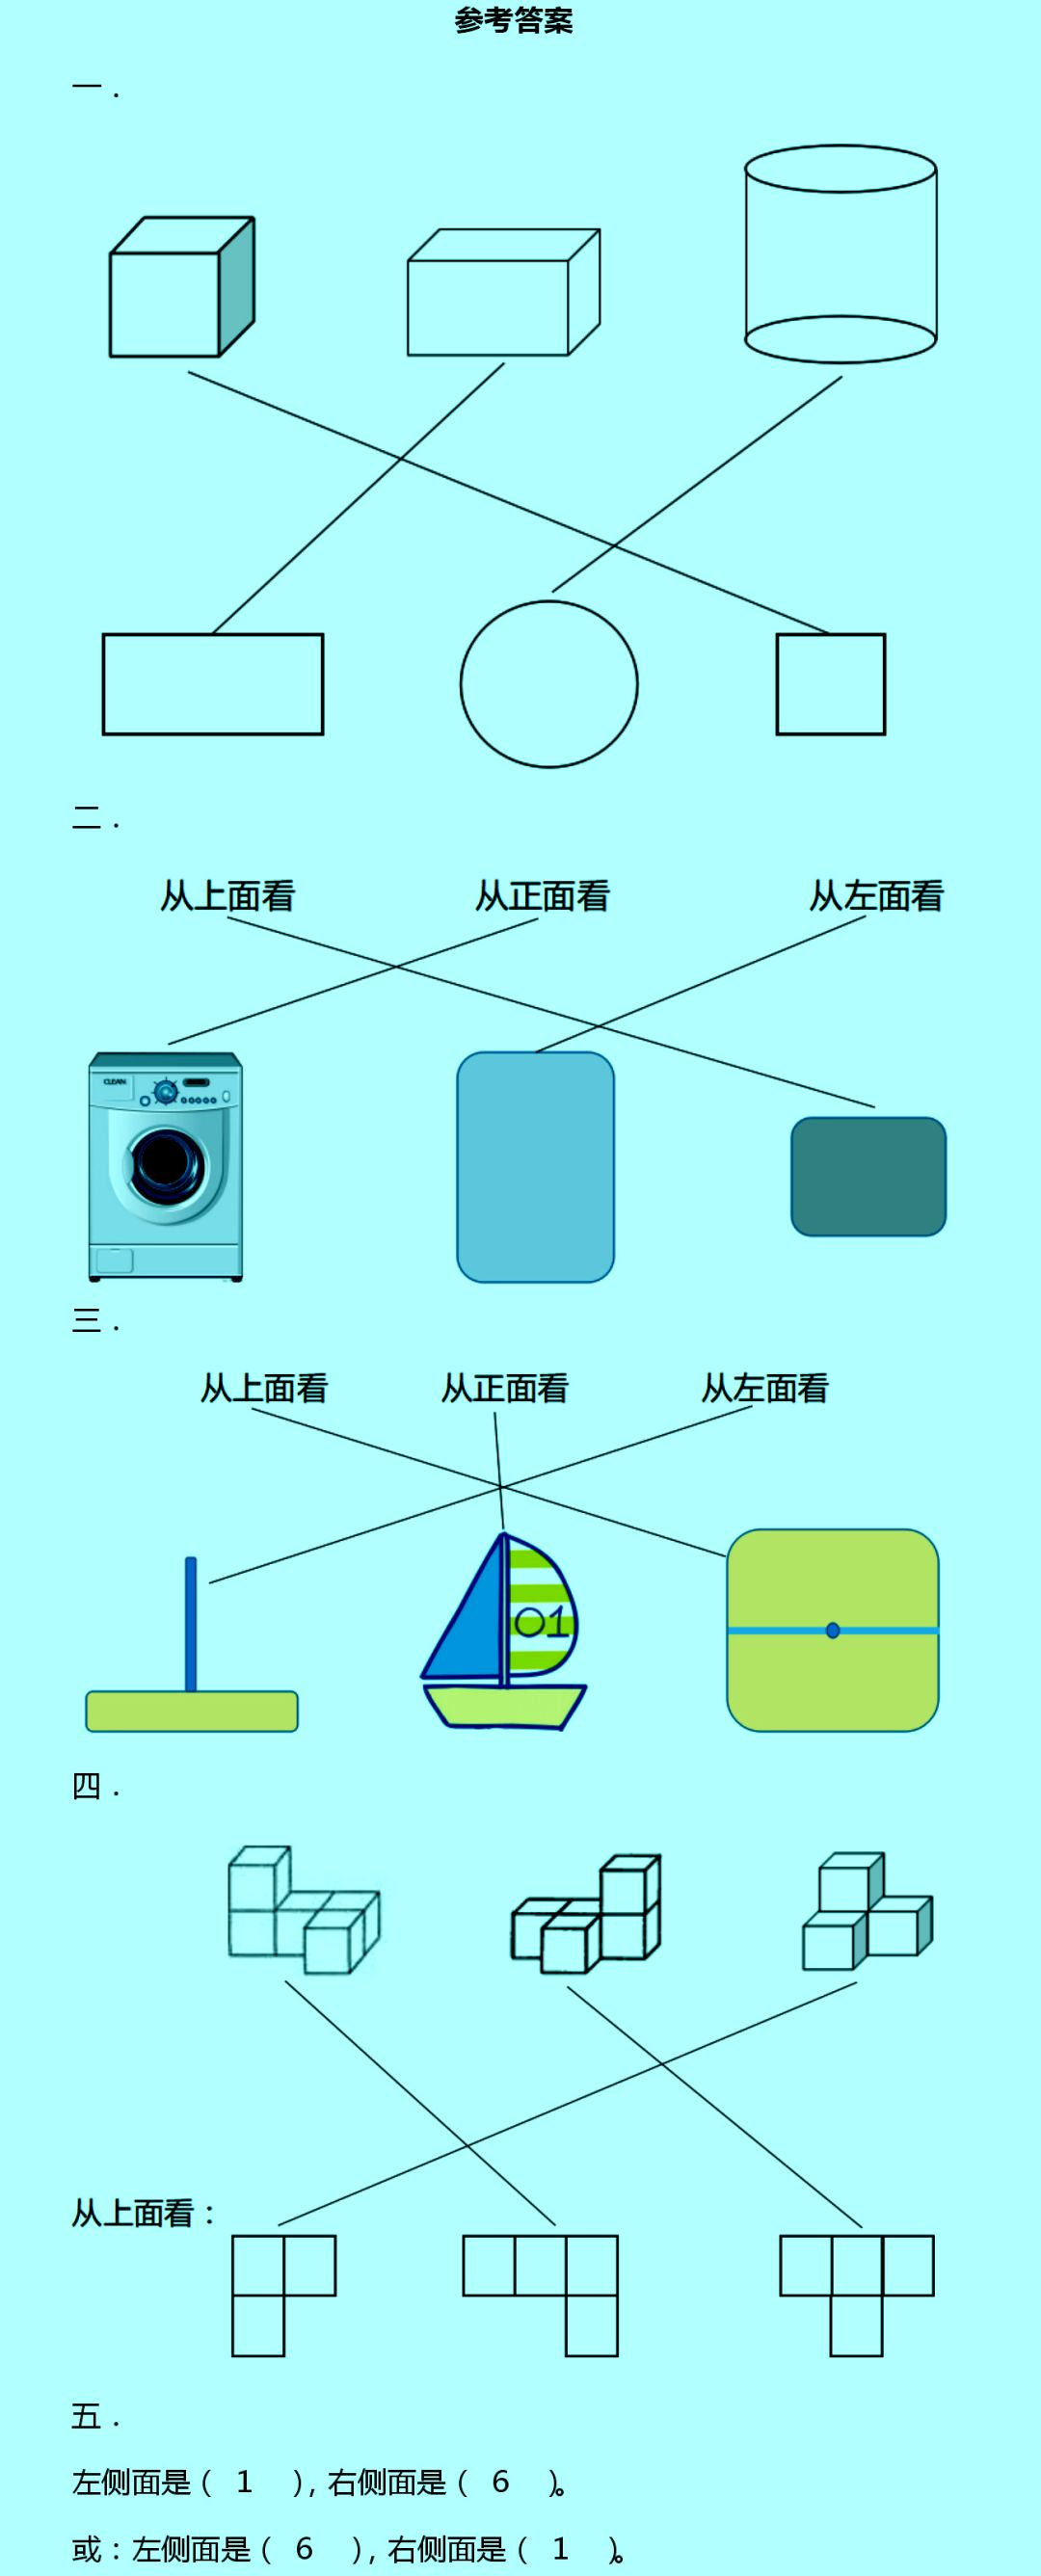 参考答案
一．
二．
从上面看 从正面看 从左面看
CLEAN
三．
从上面看 从正面看 从左面看
01
四．
从上面看：
五．
左侧面是（ 1 ），右侧面是（ 6 ）。
或：左侧面是（ 6 ），右侧面是（ 1 ）。